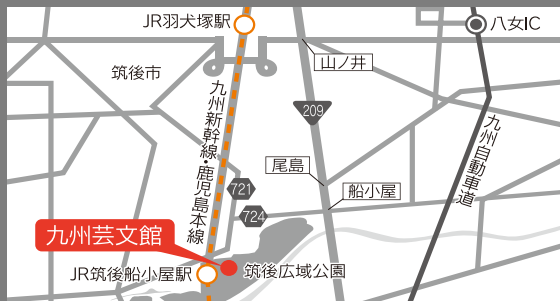 JR羽犬塚駅
八女IC
山ノ井
筑後市
209
九州新幹線・鹿児島本線
九州自動車道
尾島
船小屋
721
724
九州芸文館
JR筑後船小屋駅
筑後広域公園